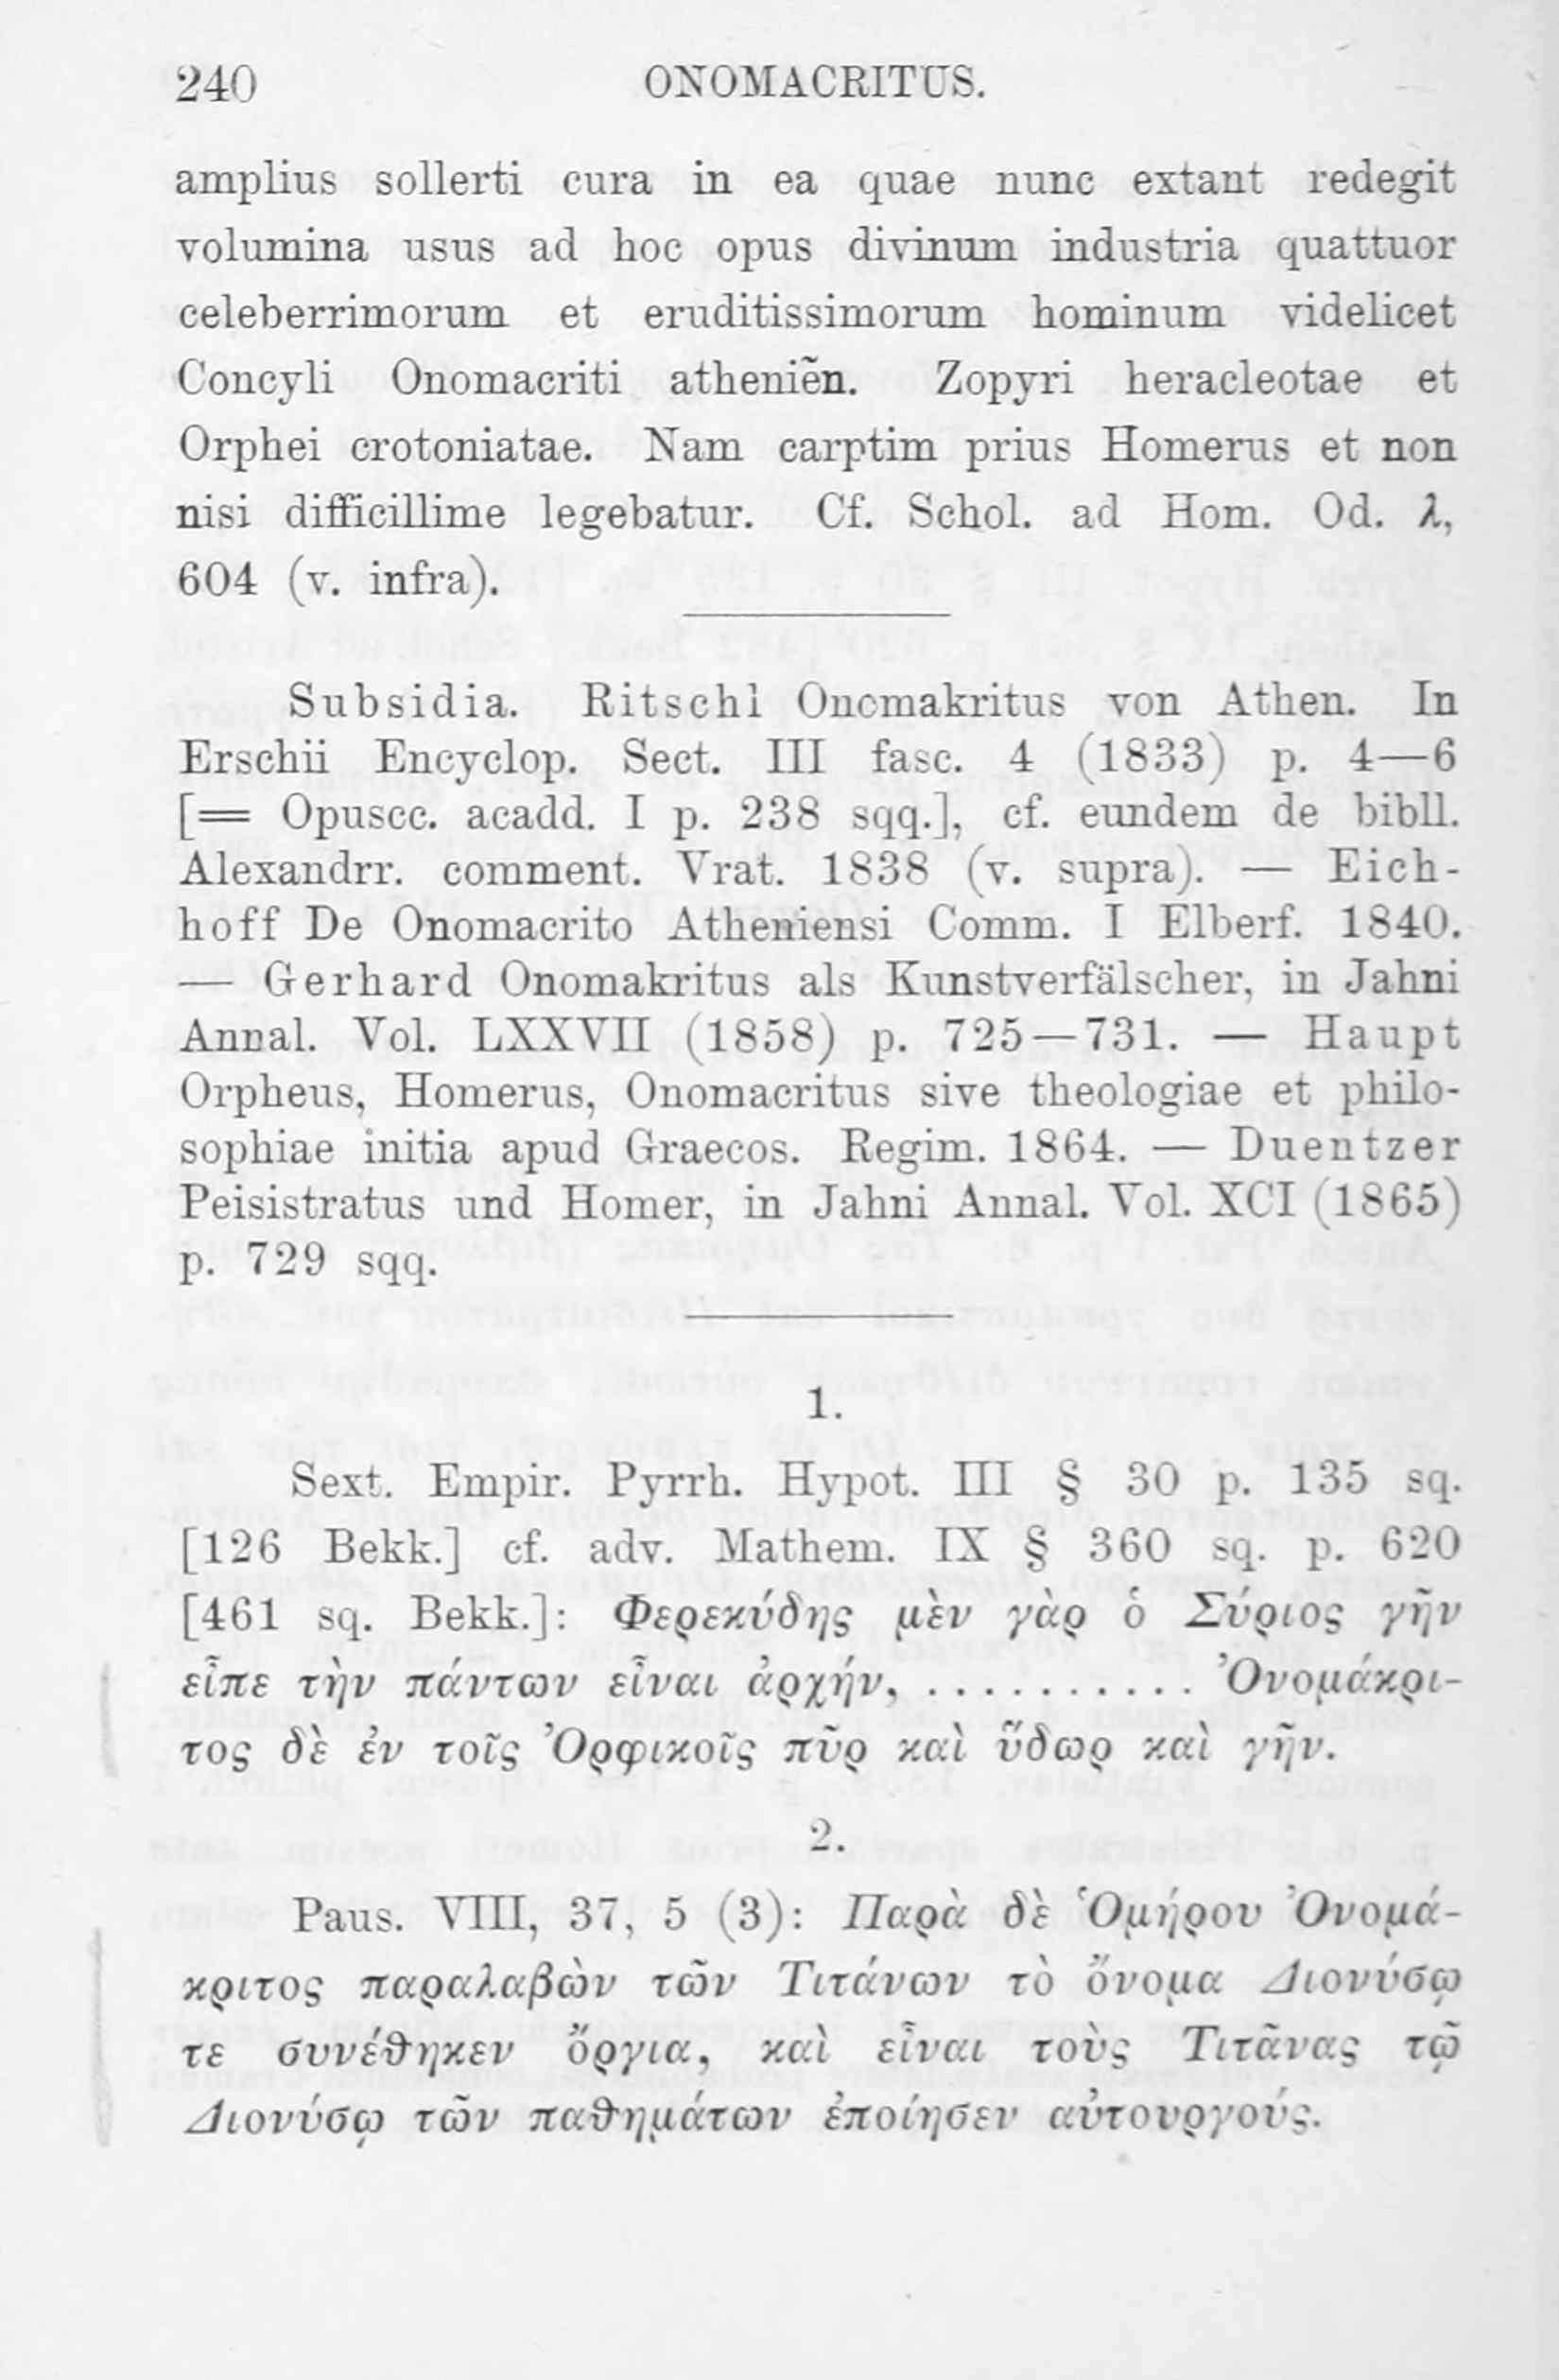 240 ONOMACRITUS.
amplius sollerti cura in ea quae nunc extant redegit
volumina usus ad hoc opus divinum industria quattuor
celeberrimorum et eruditissimorum hominum videlicet
Concyli Onomacriti atheniẽn. Zopyri heracleotae et
Orphei crotoniatae. Nam carptim prius Homerus et non
nisi difficillime legebatur. Cf. Schol. ad Hom. Od. λ,
604 (v. infra).
Subsidia. Ritschl Onomakritus von Athen. In
Erschii Encyclop. Sect. III fasc. 4 (1833) p. 4—6
[= Opuscc. acadd. I p. 238 sqq.], cf. eundem de bibll.
Alexandrr. comment. Vrat. 1838 (v. supra). — Eich-
hoff De Onomacrito Atheniensi Comm. I Elberf. 1840.
— Gerhard Onomakritus als Kunstverfälscher, in Jahni
Annal. Vol. LXXVII (1858) p. 725—731. — Haupt
Orpheus, Homerus, Onomacritus sive theologiae et philo-
sophiae initia apud Graecos. Regim. 1864. — Duentzer
Peisistratus und Homer, in Jahni Annal. Vol. XCI (1865)
p. 729 sqq.
1.
Sext. Empir. Pyrrh. Hypot. III § 30 p. 135 sq.
[126 Bekk.] cf. adv. Mathem. IX § 360 sq. p. 620
[461 sq. Bekk.]: Φερεκύδης μὲν γὰρ ὁ Σύριος γῆν
εἶπε τὴν πάντων εἶναι ἀρχήν, . . . . . . . . . . Ὀνομάκρι-
τος δὲ ἐν τοῖς Ὀρφικοῖς πῦρ καὶ ὕδωρ καὶ γῆν.
2.
Paus. VIII, 37, 5 (3): Παρὰ δὲ Ὁμήρου Ὀνομά-
κριτος παραλαβὼν τῶν Τιτάνων τὸ ὄνομα Διονύσῳ
τε συνέθηκεν ὄργια, καὶ εἶναι τοὺς Τιτᾶνας τῷ
Διονύσῳ τῶν παθημάτων ἐποίησεν αὐτουργούς.